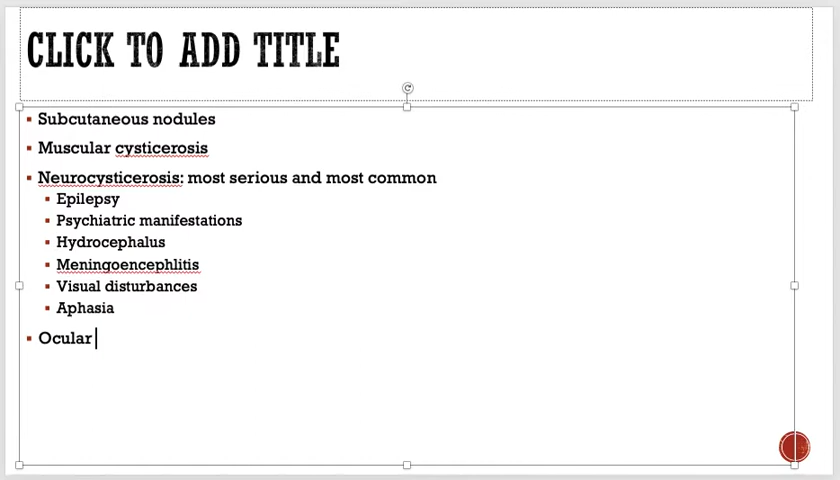 CLICK TO ADD TITLE
Subcutaneous nodules
Muscular cysticerosis
Neurocysticerosis: most serious and most common
Epilepsy
Psychiatric manifestations
Hydrocephalus
Meningoencephlitis
Visual disturbances
Aphasia
Ocular